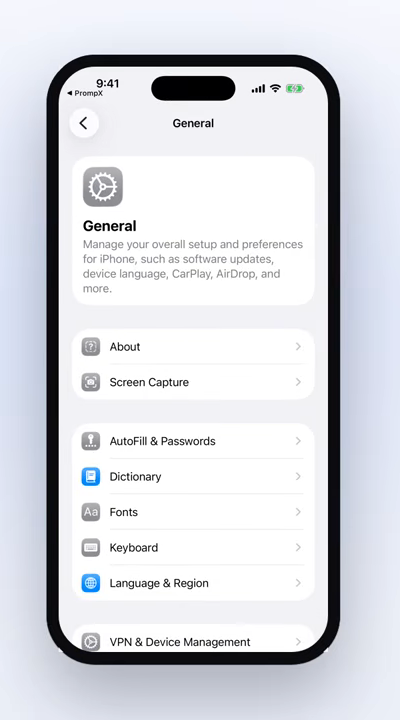 9:41
◀ PrompX
General
General
Manage your overall setup and preferences
for iPhone, such as software updates,
device language, CarPlay, AirDrop, and
more.
About
Screen Capture
AutoFill & Passwords
Dictionary
Aa Fonts
Keyboard
Language & Region
VPN & Device Management